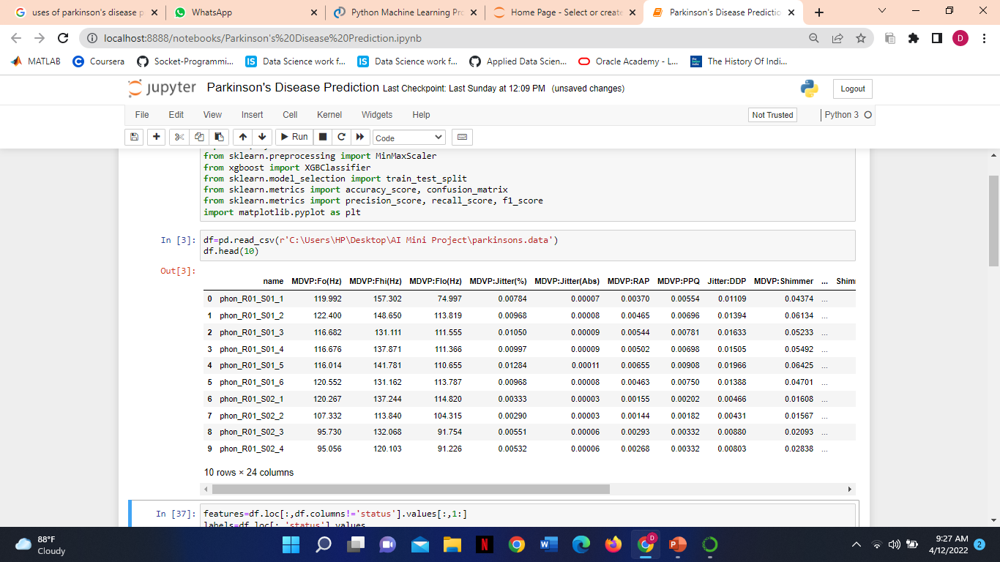 uses of parkinson's disease p
WhatsApp
Python Machine Learning Pro
Home Page - Select or create
Parkinson's Disease Predictio
localhost:8888/notebooks/Parkinson's%20Disease%20Prediction.ipynb
D
MATLAB
Coursera
Socket-Programmi...
IS Data Science work f...
IS Data Science work f...
Applied Data Scien...
Oracle Academy - L...
The History Of Indi...
jupyter Parkinson's Disease Prediction Last Checkpoint: Last Sunday at 12:09 PM (unsaved changes)
Logout
File Edit View Insert Cell Kernel Widgets Help
Not Trusted
Python 3
Run
Code
from sklearn.preprocessing import MinMaxScaler
from xgboost import XGBClassifier
from sklearn.model_selection import train_test_split
from sklearn.metrics import accuracy_score, confusion_matrix
from sklearn.metrics import precision_score, recall_score, f1_score
import matplotlib.pyplot as plt
In [3]: df=pd.read_csv(r'C:\Users\HP\Desktop\AI Mini Project\parkinsons.data')
df.head(10)
Out[3]:
name MDVP:Fo(Hz) MDVP:Fhi(Hz) MDVP:Flo(Hz) MDVP:Jitter(%) MDVP:Jitter(Abs) MDVP:RAP MDVP:PPQ Jitter:DDP MDVP:Shimmer ... Shim
0 phon_R01_S01_1 119.992 157.302 74.997 0.00784 0.00007 0.00370 0.00554 0.01109 0.04374 ...
1 phon_R01_S01_2 122.400 148.650 113.819 0.00968 0.00008 0.00465 0.00696 0.01394 0.06134 ...
2 phon_R01_S01_3 116.682 131.111 111.555 0.01050 0.00009 0.00544 0.00781 0.01633 0.05233 ...
3 phon_R01_S01_4 116.676 137.871 111.366 0.00997 0.00009 0.00502 0.00698 0.01505 0.05492 ...
4 phon_R01_S01_5 116.014 141.781 110.655 0.01284 0.00011 0.00655 0.00908 0.01966 0.06425 ...
5 phon_R01_S01_6 120.552 131.162 113.787 0.00968 0.00008 0.00463 0.00750 0.01388 0.04701 ...
6 phon_R01_S02_1 120.267 137.244 114.820 0.00333 0.00003 0.00155 0.00202 0.00466 0.01608 ...
7 phon_R01_S02_2 107.332 113.840 104.315 0.00290 0.00003 0.00144 0.00182 0.00431 0.01567 ...
8 phon_R01_S02_3 95.730 132.068 91.754 0.00551 0.00006 0.00293 0.00332 0.00880 0.02093 ...
9 phon_R01_S02_4 95.056 120.103 91.226 0.00532 0.00006 0.00268 0.00332 0.00803 0.02838 ...
10 rows × 24 columns
In [37]: features=df.loc[:,df.columns!='status'].values[:,1:]
labels=df.loc[:,'status'].values
88°F
Cloudy
9:27 AM
4/12/2022
2